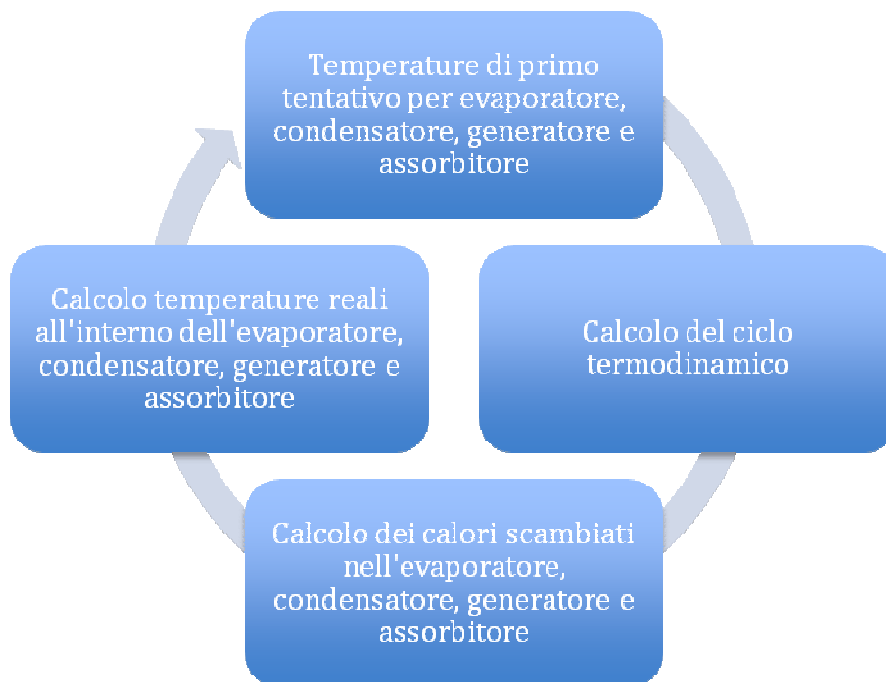 Temperature di primo
tentativo per evaporatore,
condensatore, generatore e
assorbitore
Calcolo temperature reali
all'interno dell'evaporatore,
condensatore, generatore e
assorbitore
Calcolo del ciclo
termodinamico
Calcolo dei calori scambiati
nell'evaporatore,
condensatore, generatore e
assorbitore